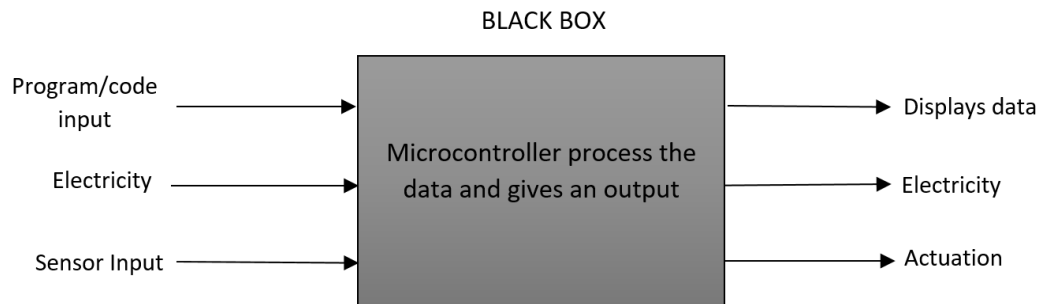 BLACK BOX
Program/code
input
Electricity
Sensor Input
Microcontroller process the
data and gives an output
Displays data
Electricity
Actuation